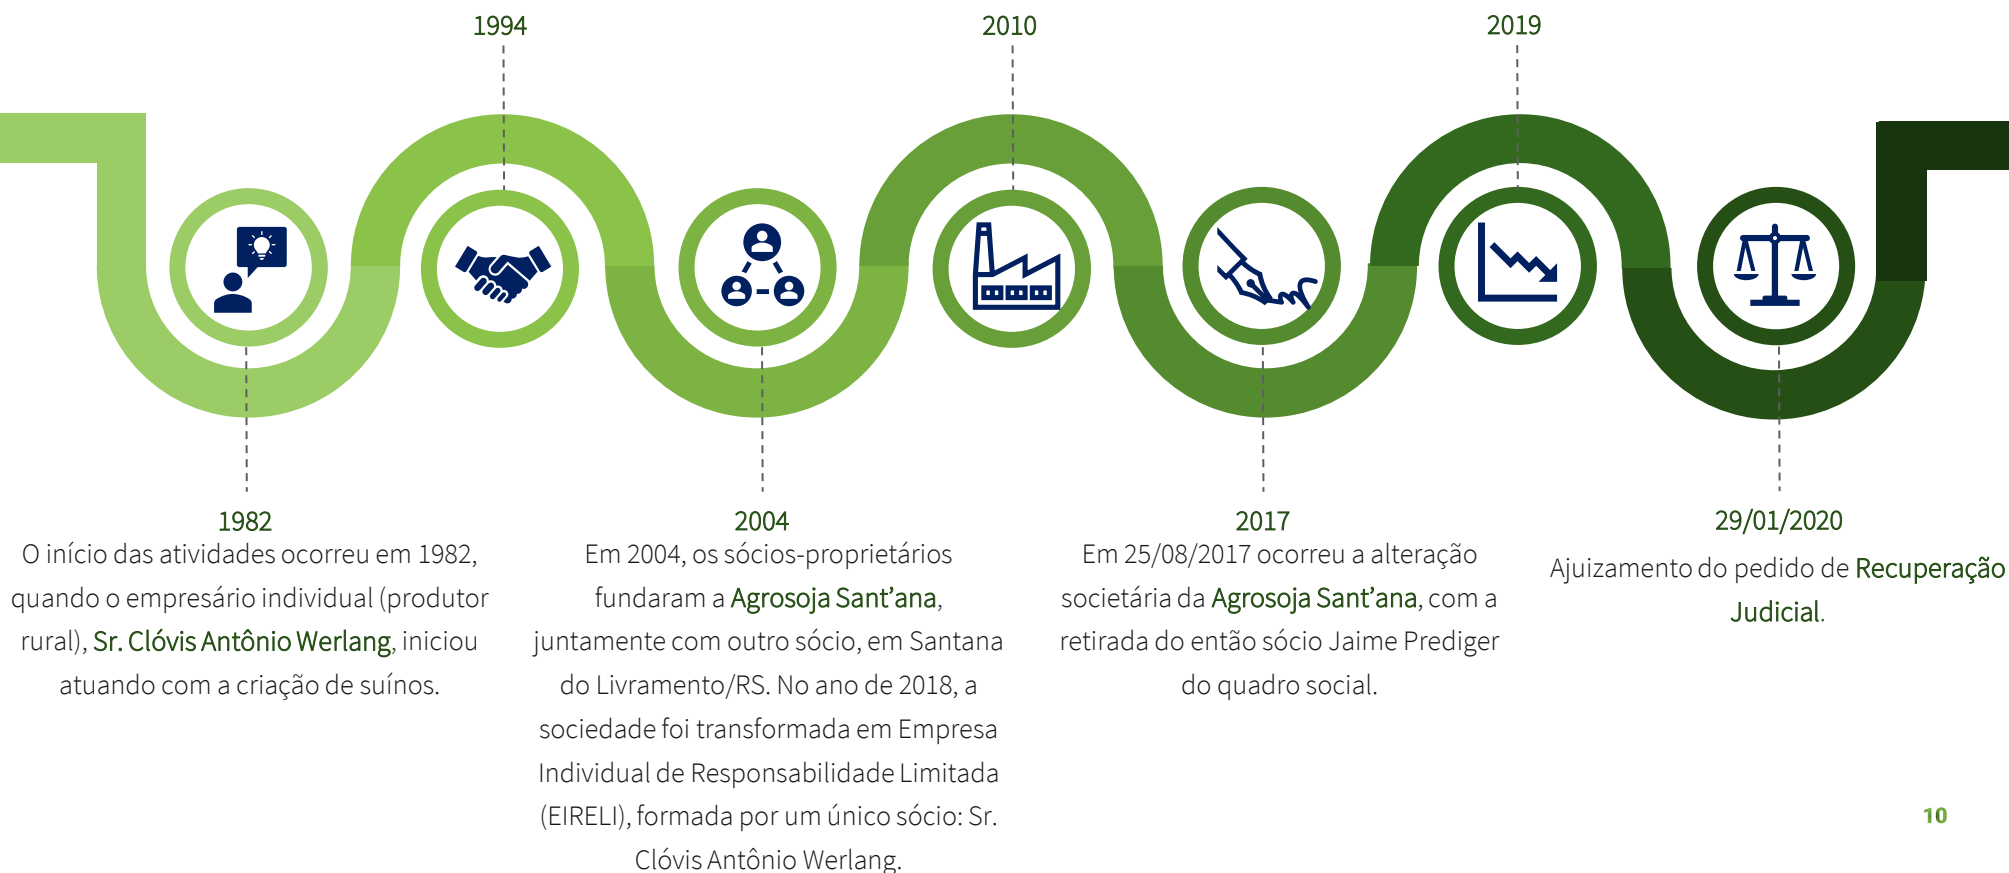 1994
2010
2019
1982
O início das atividades ocorreu em 1982,
quando o empresário individual (produtor
rural), Sr. Clóvis Antônio Werlang, iniciou
atuando com a criação de suínos.
2004
Em 2004, os sócios-proprietários
fundaram a Agrosoja Sant’ana,
juntamente com outro sócio, em Santana
do Livramento/RS. No ano de 2018, a
sociedade foi transformada em Empresa
Individual de Responsabilidade Limitada
(EIRELI), formada por um único sócio: Sr.
Clóvis Antônio Werlang.
2017
Em 25/08/2017 ocorreu a alteração
societária da Agrosoja Sant’ana, com a
retirada do então sócio Jaime Prediger
do quadro social.
29/01/2020
Ajuizamento do pedido de Recuperação
Judicial.
10